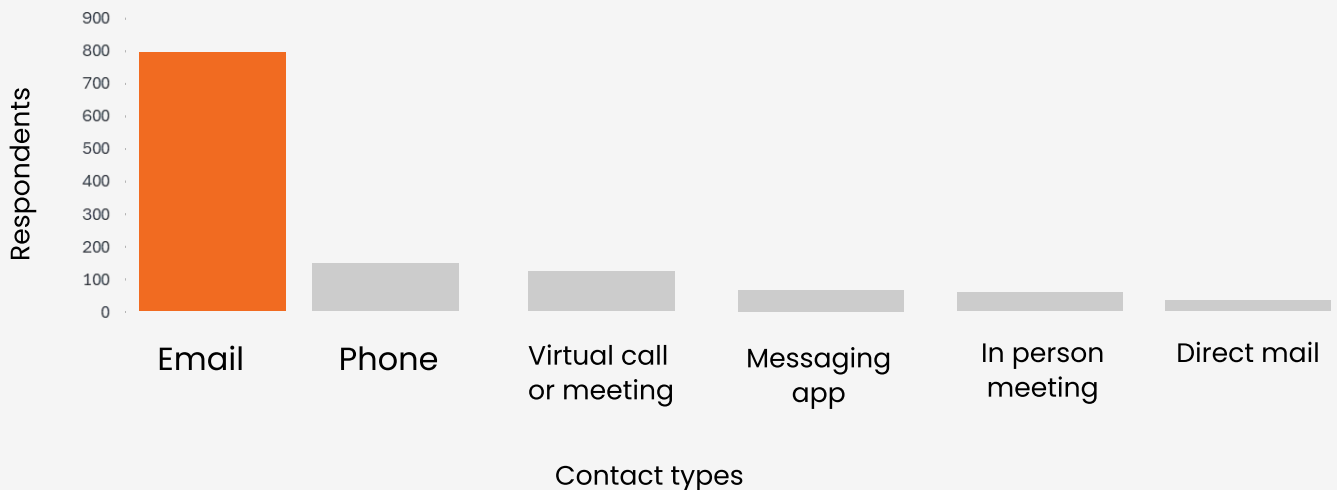 900
800
700
600
500
400
300
200
100
0
Respondents
Email
Phone
Virtual call
or meeting
Messaging
app
In person
meeting
Direct mail
Contact types